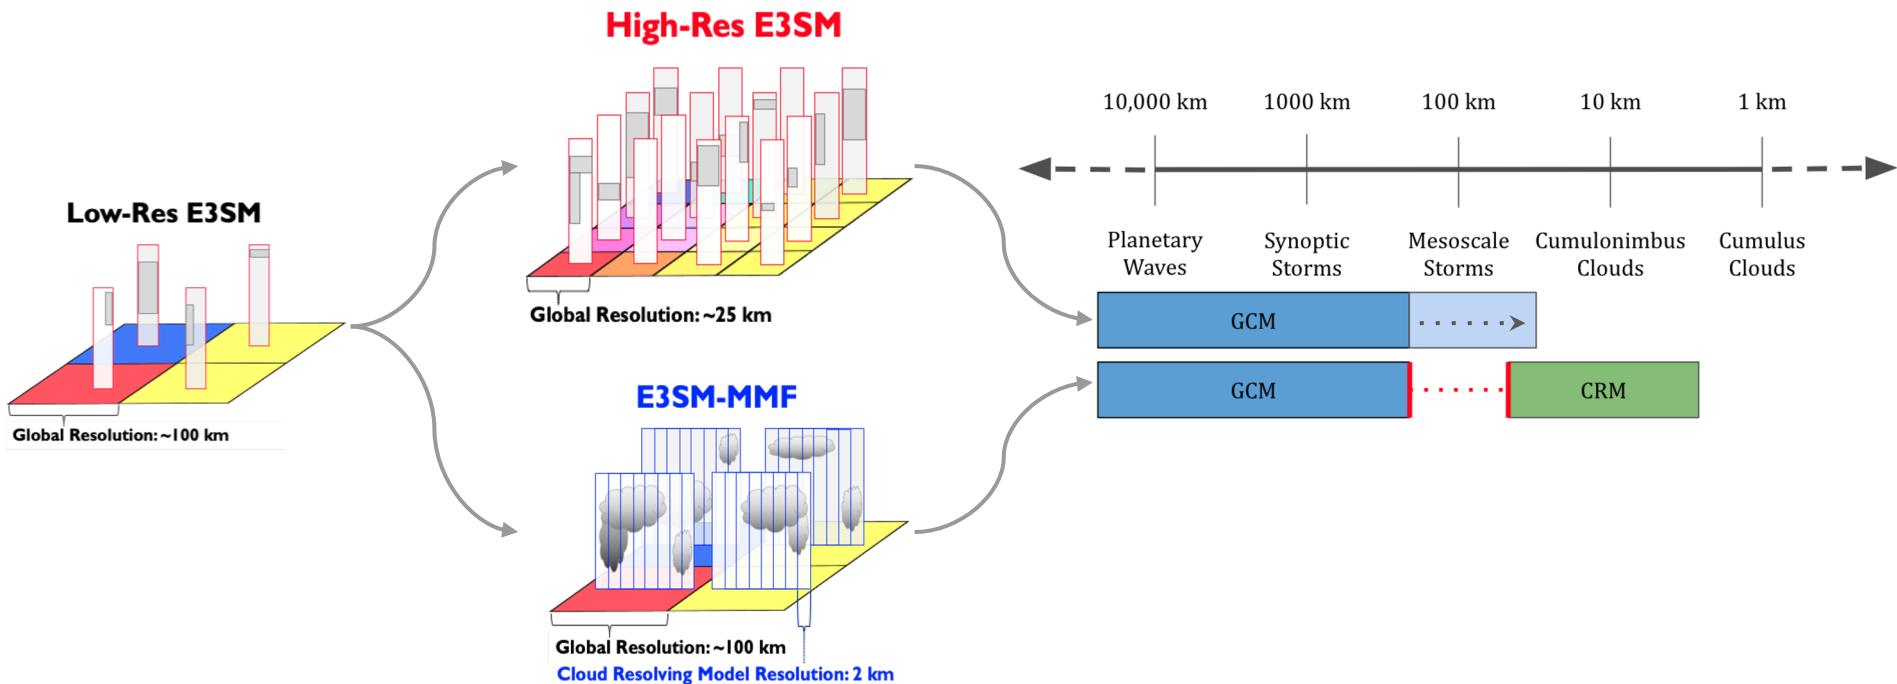 High-Res E3SM
Low-Res E3SM
Global Resolution: ~100 km
Global Resolution: ~25 km
E3SM-MMF
Global Resolution: ~100 km
Cloud Resolving Model Resolution: 2 km
10,000 km
1000 km
100 km
10 km
1 km
Planetary
Waves
Synoptic
Storms
Mesoscale
Storms
Cumulonimbus
Clouds
Cumulus
Clouds
GCM
GCM
CRM